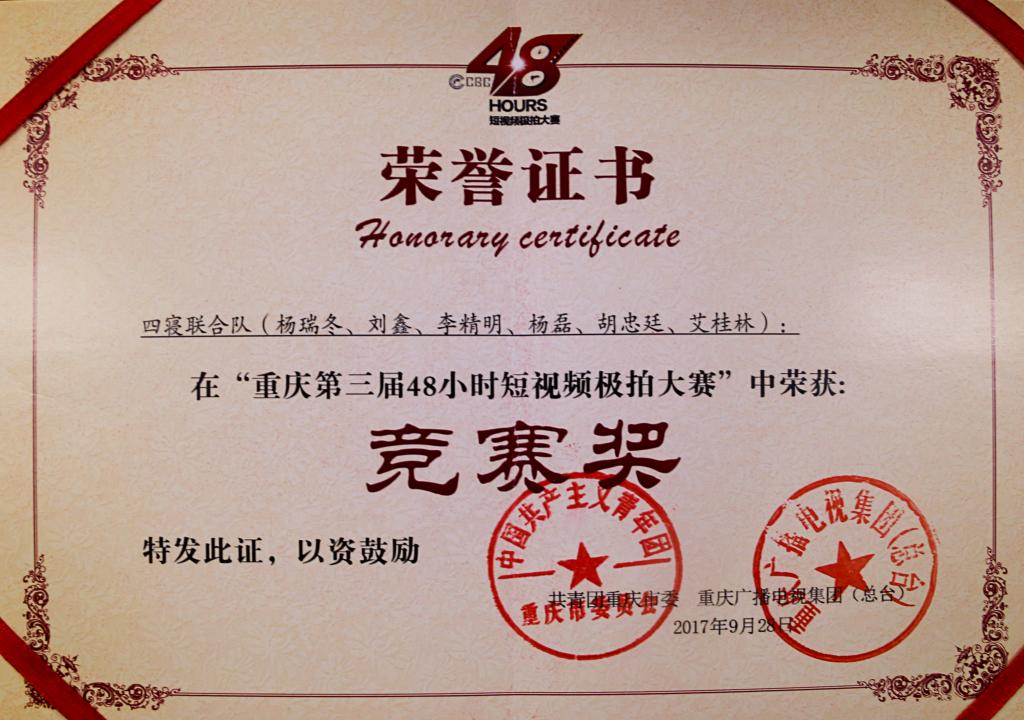 48
CBG
HOURS
短视频极拍大赛
荣誉证书
Honorary certificate
四寝联合队（杨瑞冬、刘鑫、李精明、杨磊、胡忠廷、艾桂林）：
在“重庆第三届48小时短视频极拍大赛”中荣获:
竞赛奖
特发此证，以资鼓励
中国共产主义青年团
重庆市委员会
重庆广播电视集团(总台)
共青团重庆市委 重庆广播电视集团（总台）
2017年9月28日